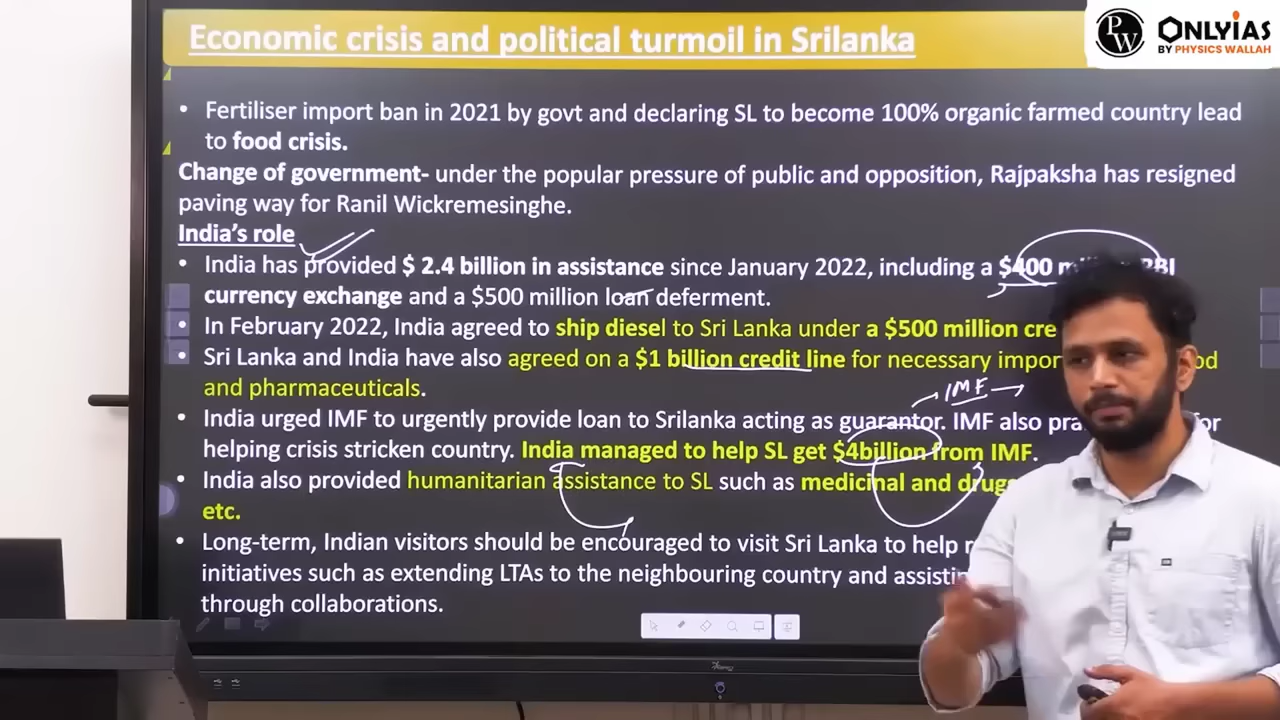 Economic crisis and political turmoil in Srilanka
PW
ONLYIAS
BY PHYSICS WALLAH
• Fertiliser import ban in 2021 by govt and declaring SL to become 100% organic farmed country lead
to food crisis.
Change of government- under the popular pressure of public and opposition, Rajpaksha has resigned
paving way for Ranil Wickremesinghe.
India's role
• India has provided $ 2.4 billion in assistance since January 2022, including a $400 RBI
currency exchange and a $500 million loan deferment.
• In February 2022, India agreed to ship diesel to Sri Lanka under a $500 million
• Sri Lanka and India have also agreed on a $1 billion credit line for necessary
and pharmaceuticals.
IMF
• India urged IMF to urgently provide loan to Srilanka acting as guarantor. IMF also
helping crisis stricken country. India managed to help SL get $4billion from IMF.
• India also provided humanitarian assistance to SL such as medicinal and
etc.
• Long-term, Indian visitors should be encouraged to visit Sri Lanka to help
initiatives such as extending LTAs to the neighbouring country and
through collaborations.